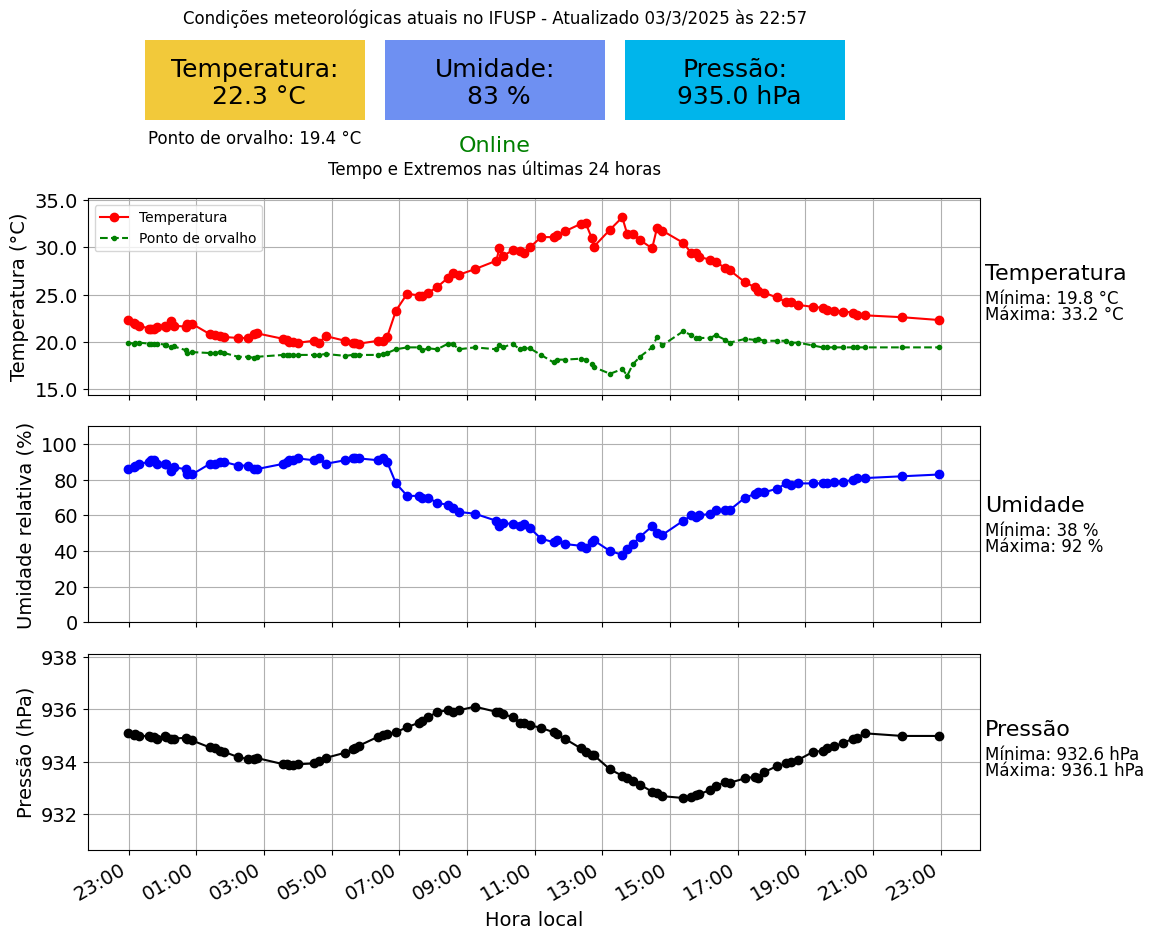 Condições meteorológicas atuais no IFUSP - Atualizado 03/3/2025 às 22:57
Temperatura:
22.3 °C
Umidade:
83 %
Pressão:
935.0 hPa
Ponto de orvalho: 19.4 °C
Online
Tempo e Extremos nas últimas 24 horas
Temperatura (°C)
35.0
30.0
25.0
20.0
15.0
Temperatura
Ponto de orvalho
Temperatura
Mínima: 19.8 °C
Máxima: 33.2 °C
Umidade relativa (%)
100
80
60
40
20
0
Umidade
Mínima: 38 %
Máxima: 92 %
Pressão (hPa)
938
936
934
932
Pressão
Mínima: 932.6 hPa
Máxima: 936.1 hPa
23:00 01:00 03:00 05:00 07:00 09:00 11:00 13:00 15:00 17:00 19:00 21:00 23:00
Hora local